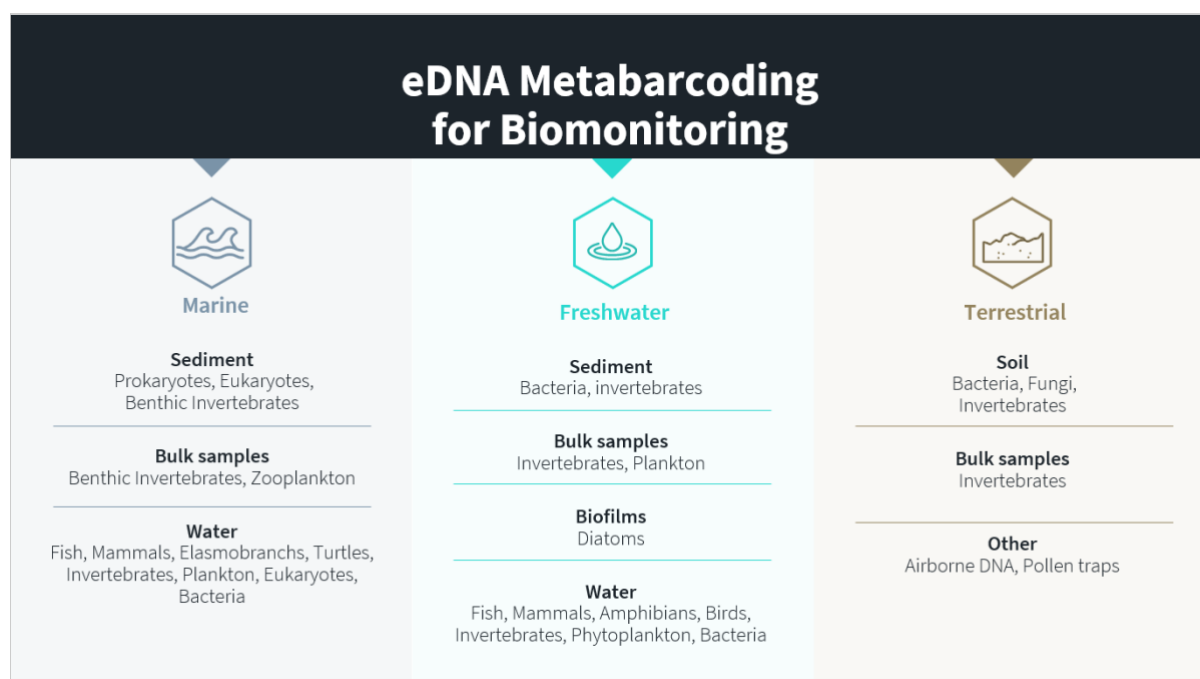 eDNA Metabarcoding
for Biomonitoring
Marine
Sediment
Prokaryotes, Eukaryotes,
Benthic Invertebrates
Bulk samples
Benthic Invertebrates, Zooplankton
Water
Fish, Mammals, Elasmobranchs, Turtles,
Invertebrates, Plankton, Eukaryotes,
Bacteria
Freshwater
Sediment
Bacteria, invertebrates
Bulk samples
Invertebrates, Plankton
Biofilms
Diatoms
Water
Fish, Mammals, Amphibians, Birds,
Invertebrates, Phytoplankton, Bacteria
Terrestrial
Soil
Bacteria, Fungi,
Invertebrates
Bulk samples
Invertebrates
Other
Airborne DNA, Pollen traps